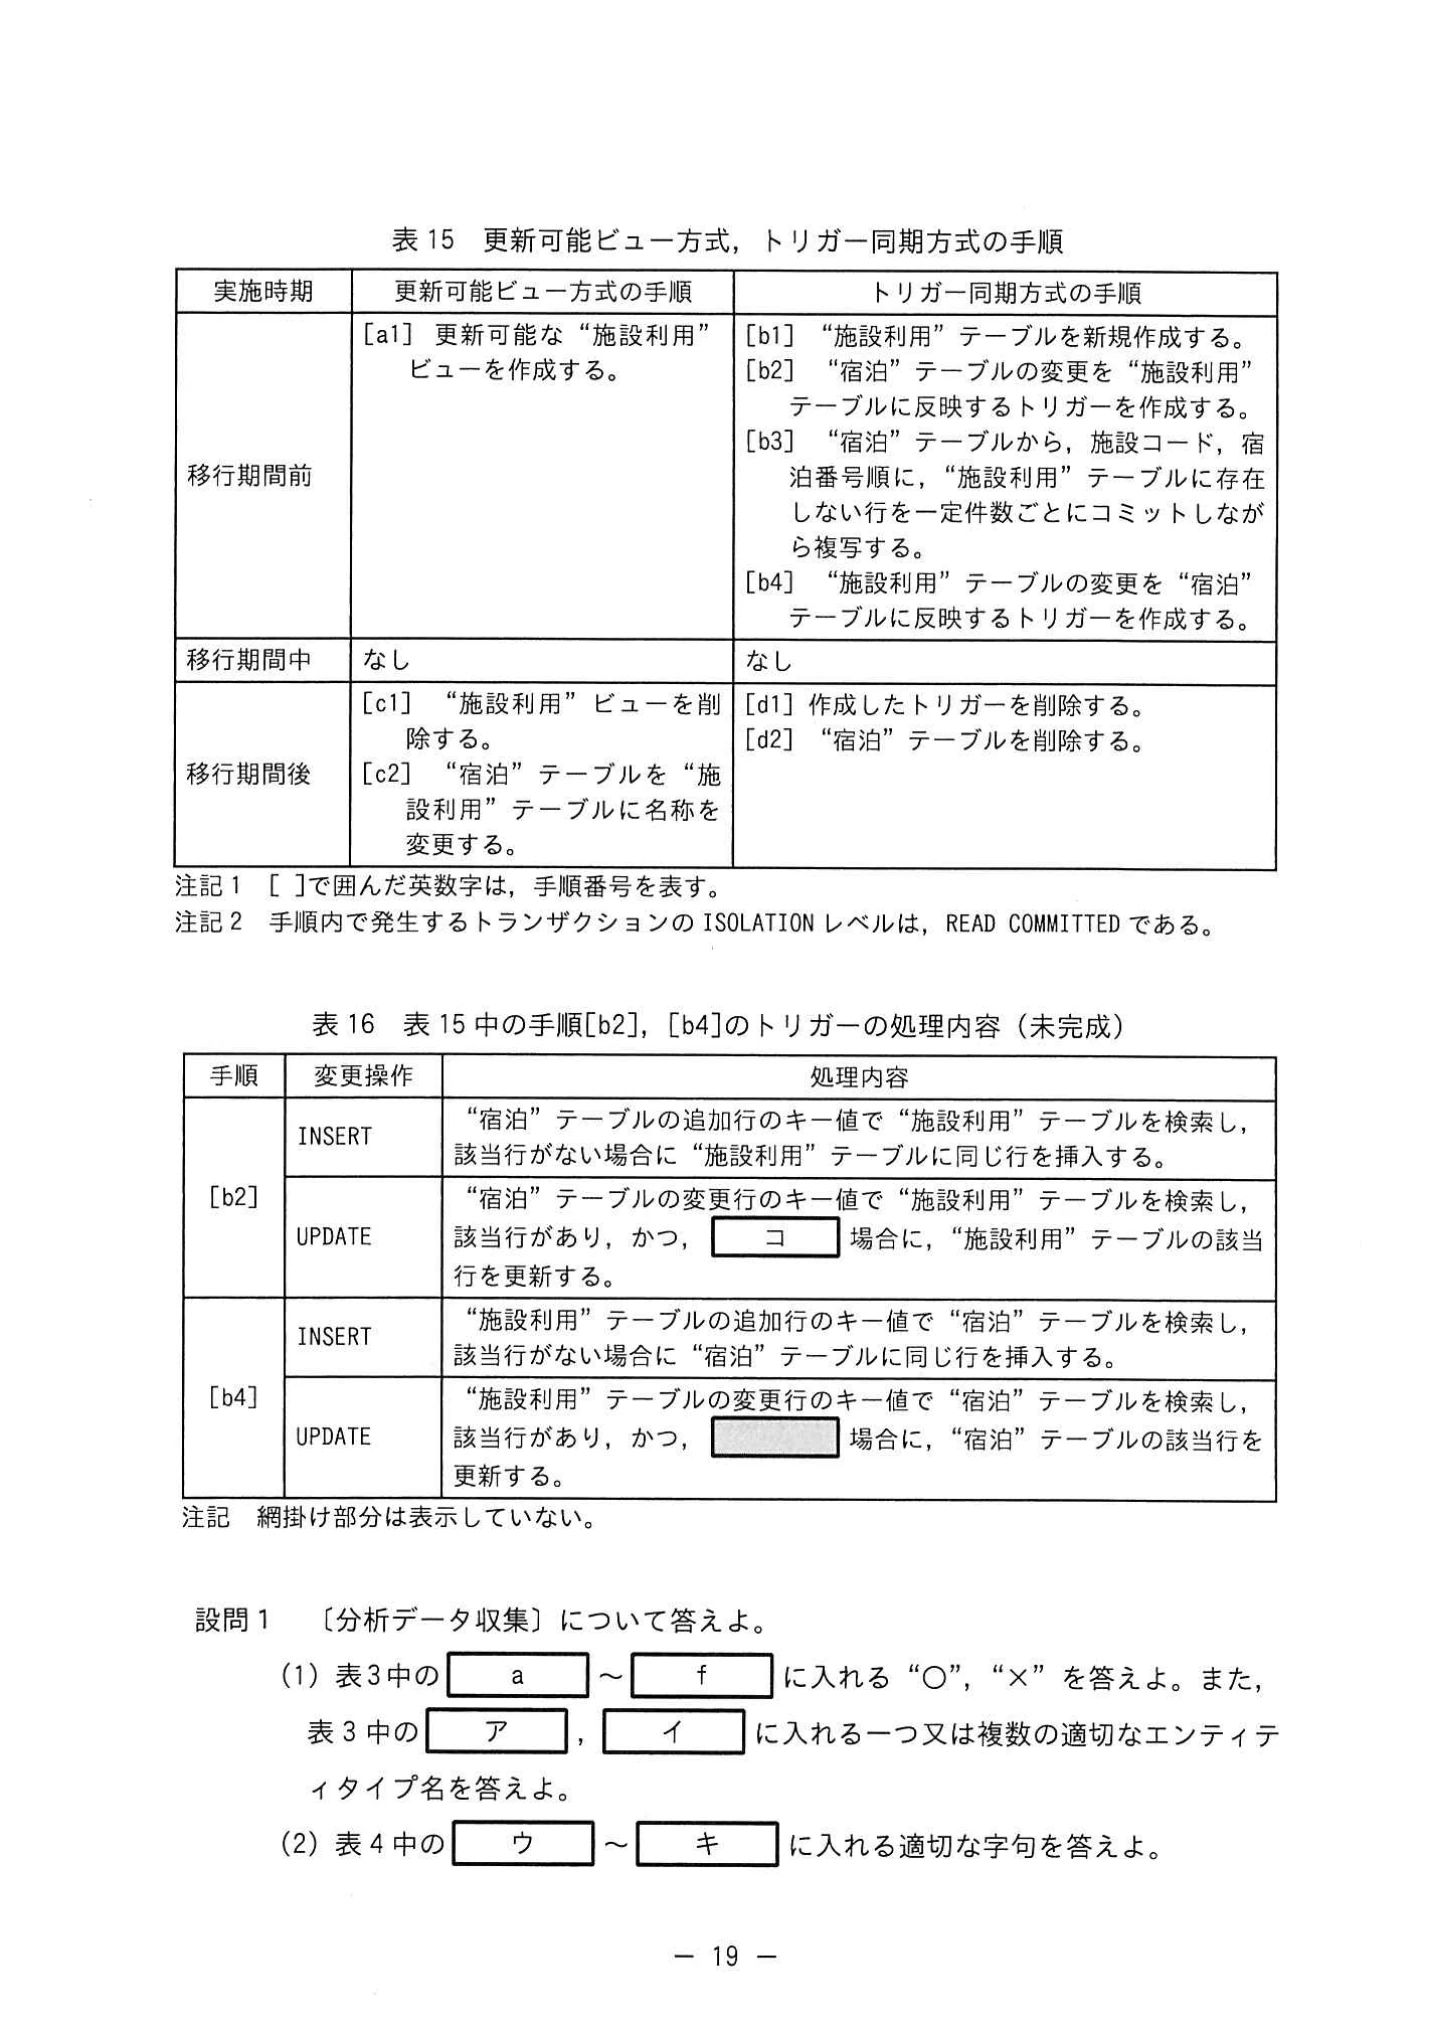 表 15　更新可能ビュー方式，トリガー同期方式の手順
実施時期　更新可能ビュー方式の手順　トリガー同期方式の手順
移行期間前
[a1] 更新可能な“施設利用”
ビューを作成する。
[b1] “施設利用”テーブルを新規作成する。
[b2] “宿泊”テーブルの変更を“施設利用”
テーブルに反映するトリガーを作成する。
[b3] “宿泊”テーブルから，施設コード，宿
泊番号順に，“施設利用”テーブルに存在
しない行を一定件数ごとにコミットしなが
ら複写する。
[b4] “施設利用”テーブルの変更を“宿泊”
テーブルに反映するトリガーを作成する。
移行期間中　なし　なし
移行期間後
[c1] “施設利用”ビューを削
除する。
[c2] “宿泊”テーブルを“施
設利用”テーブルに名称を
変更する。
[d1] 作成したトリガーを削除する。
[d2] “宿泊”テーブルを削除する。
注記 1　[ ]で囲んだ英数字は，手順番号を表す。
注記 2　手順内で発生するトランザクションの ISOLATION レベルは，READ COMMITTED である。
表 16　表 15 中の手順[b2]，[b4]のトリガーの処理内容（未完成）
手順　変更操作　処理内容
[b2]
INSERT
“宿泊”テーブルの追加行のキー値で“施設利用”テーブルを検索し，
該当行がない場合に“施設利用”テーブルに同じ行を挿入する。
UPDATE
“宿泊”テーブルの変更行のキー値で“施設利用”テーブルを検索し，
該当行があり，かつ，　コ　場合に，“施設利用”テーブルの該当
行を更新する。
[b4]
INSERT
“施設利用”テーブルの追加行のキー値で“宿泊”テーブルを検索し，
該当行がない場合に“宿泊”テーブルに同じ行を挿入する。
UPDATE
“施設利用”テーブルの変更行のキー値で“宿泊”テーブルを検索し，
該当行があり，かつ，　場合に，“宿泊”テーブルの該当行を
更新する。
注記　網掛け部分は表示していない。
設問 1　〔分析データ収集〕について答えよ。
(1) 表3中の　a　～　f　に入れる“○”，“×”を答えよ。また，
表 3 中の　ア　，　イ　に入れる一つ又は複数の適切なエンティテ
ィタイプ名を答えよ。
(2) 表 4 中の　ウ　～　キ　に入れる適切な字句を答えよ。
― 19 ―